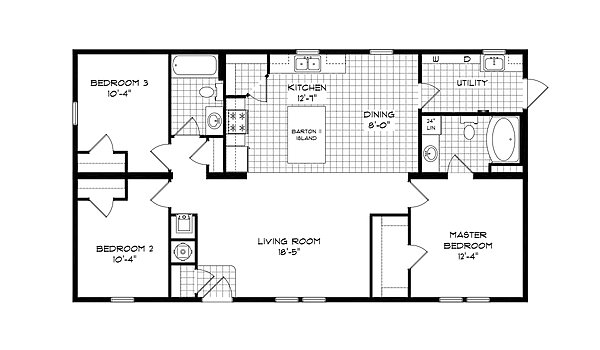 BEDROOM 3
10'-4"
KITCHEN
12'-9"
DINING
8'-0"
BARTON II
ISLAND
W D
UTILITY
24"
LIN
BEDROOM 2
10'-4"
LIVING ROOM
18'-5"
MASTER
BEDROOM
12'-4"